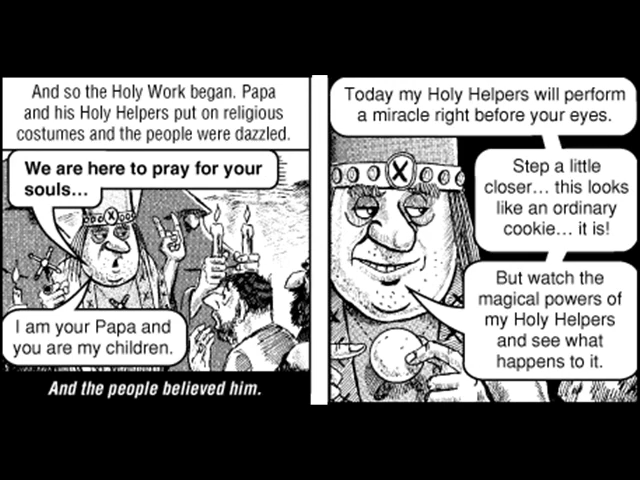 And so the Holy Work began. Papa
and his Holy Helpers put on religious
costumes and the people were dazzled.
We are here to pray for your
souls...
I am your Papa and
you are my children.
And the people believed him.
Today my Holy Helpers will perform
a miracle right before your eyes.
Step a little
closer... this looks
like an ordinary
cookie... it is!
But watch the
magical powers of
my Holy Helpers
and see what
happens to it.